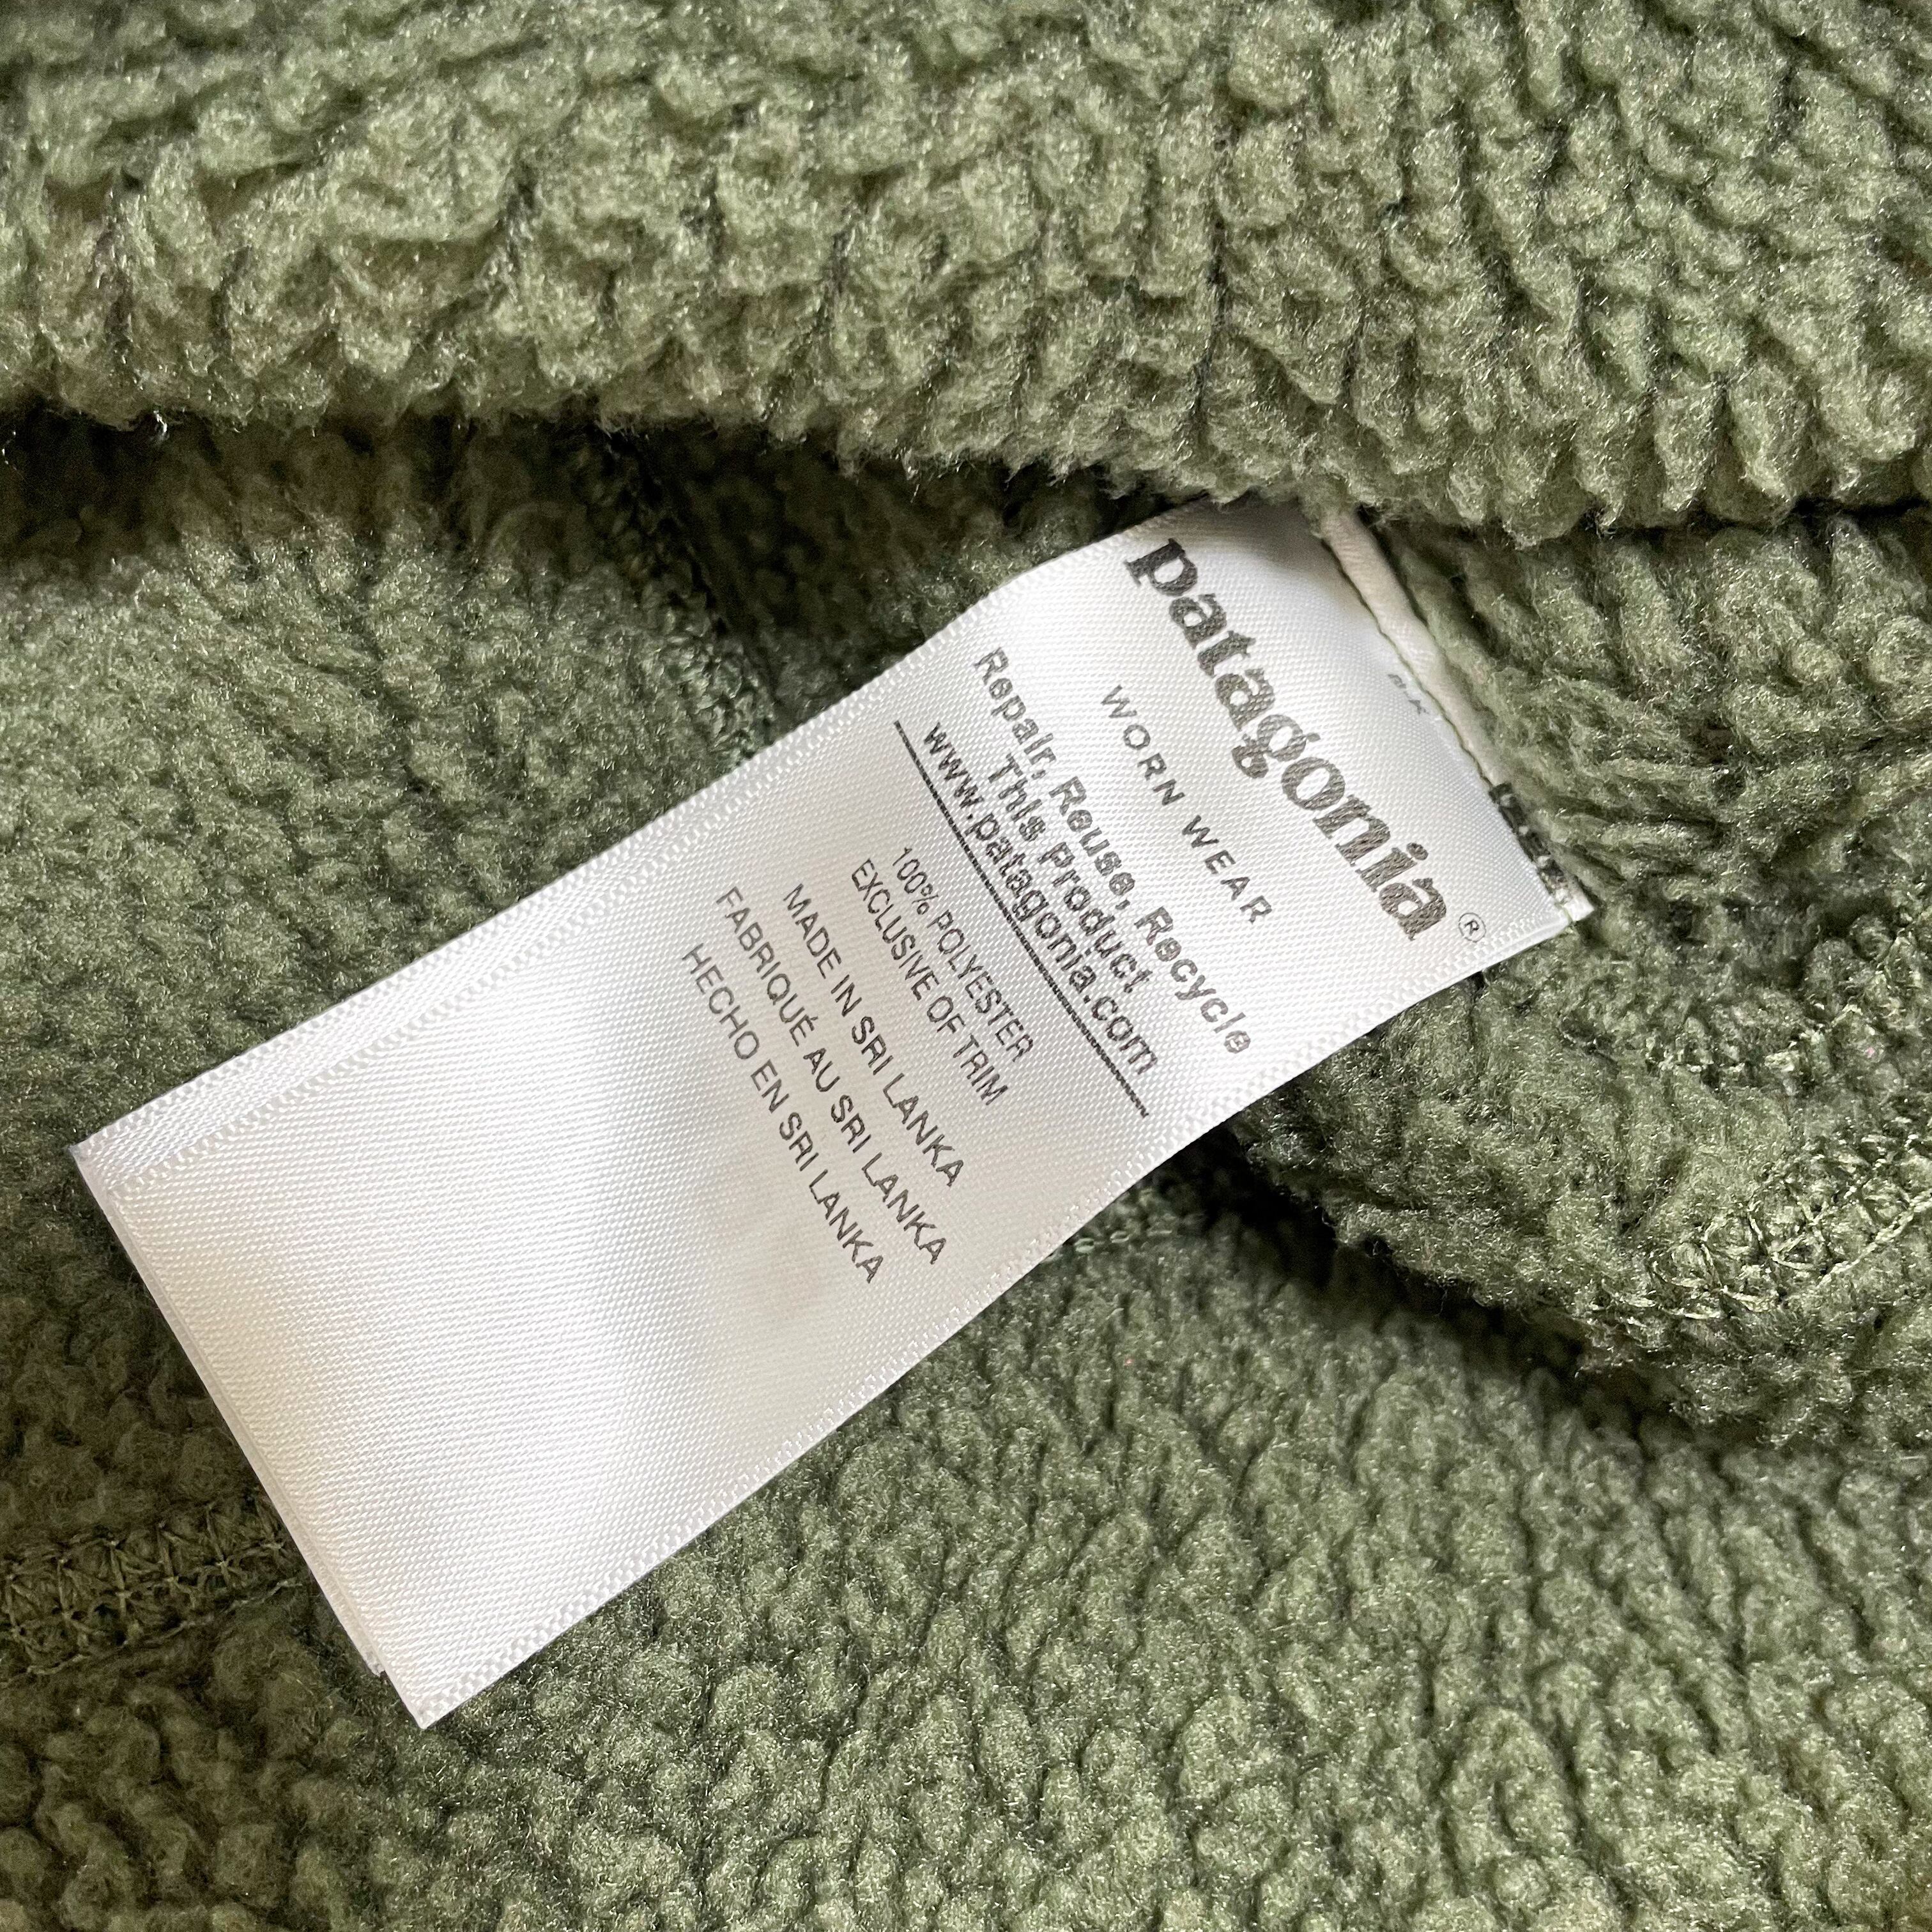 patagonia®
WORN WEAR
Repair, Reuse, Recycle
This Product
www.patagonia.com
100% POLYESTER
EXCLUSIVE OF TRIM
MADE IN SRI LANKA
FABRIQUÉ AU SRI LANKA
HECHO EN SRI LANKA